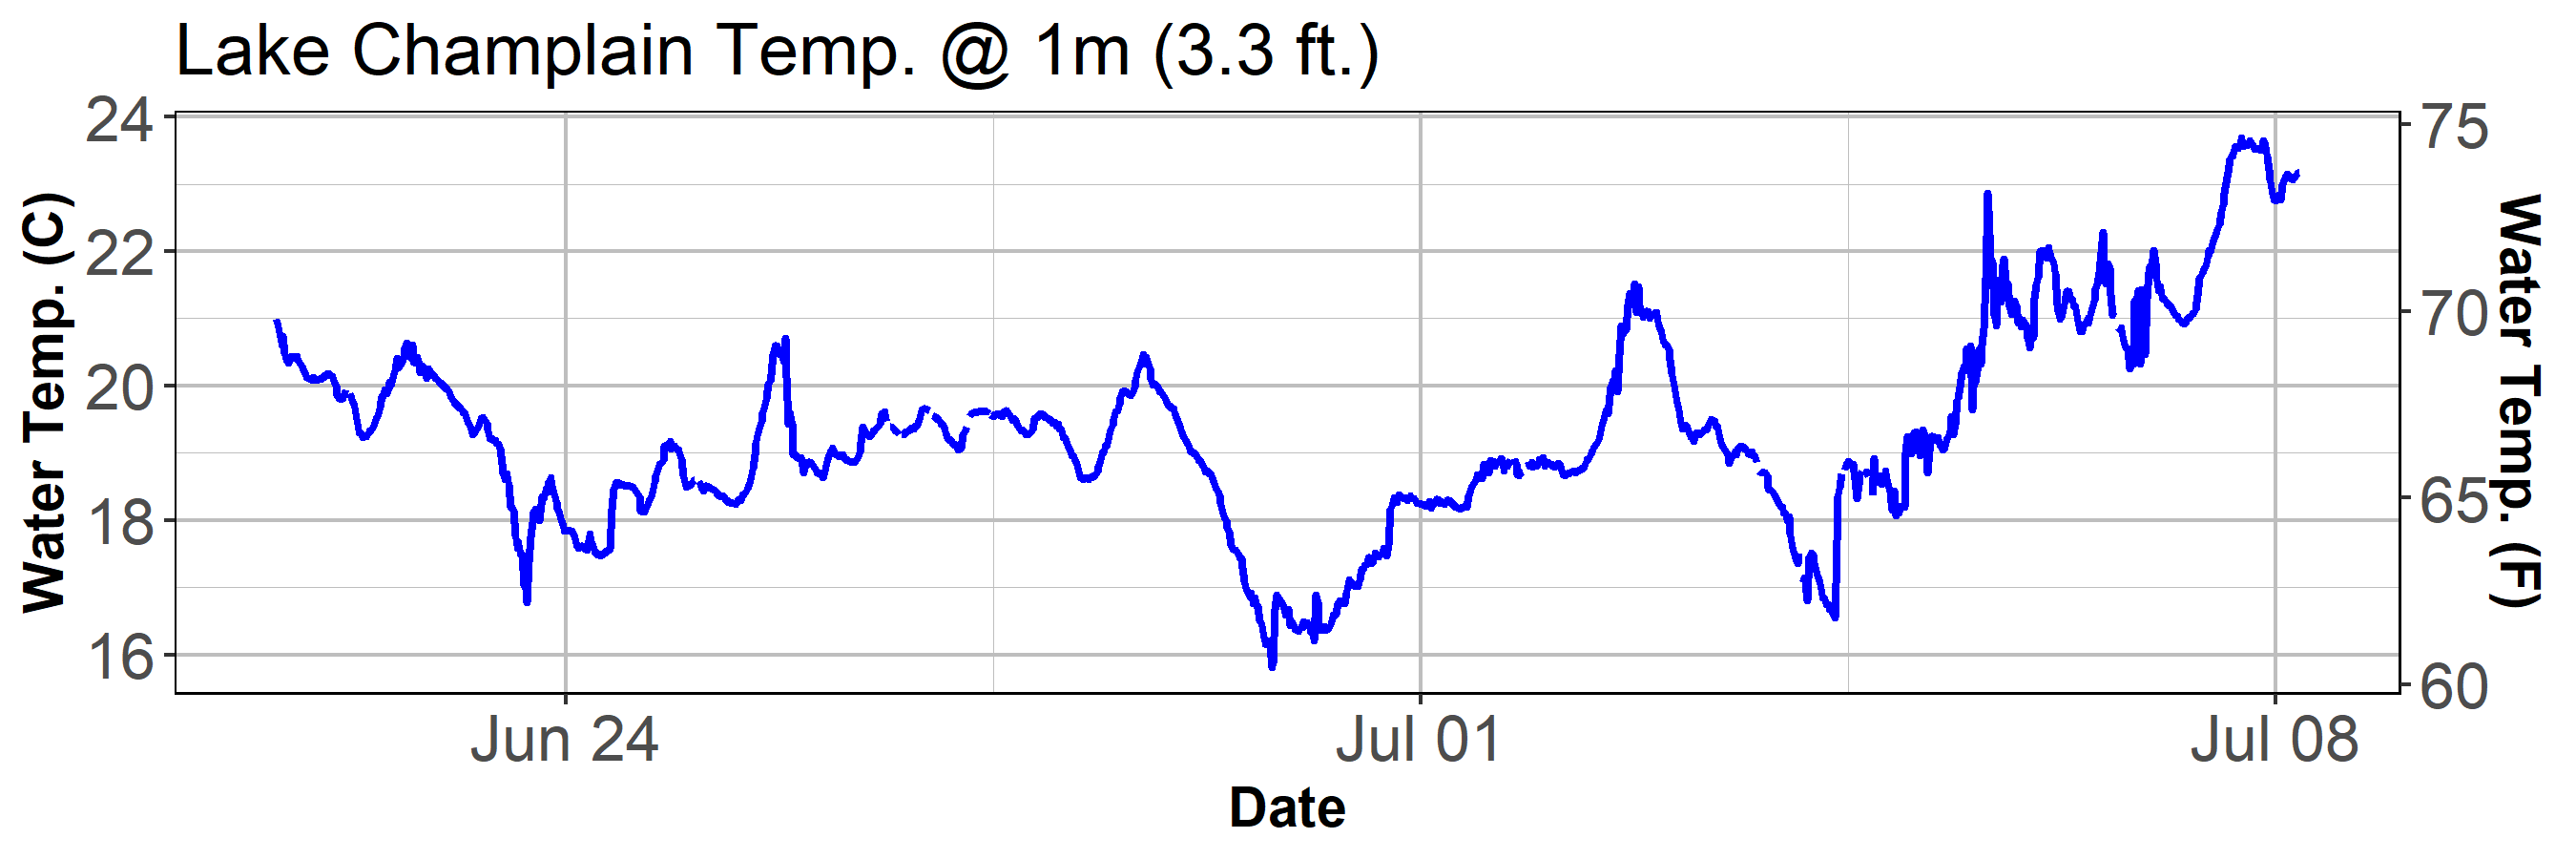 Lake Champlain Temp. @ 1m (3.3 ft.)
Water Temp. (C)
24
22
20
18
16
75
70
65
60
Water Temp. (F)
Jun 24
Jul 01
Jul 08
Date